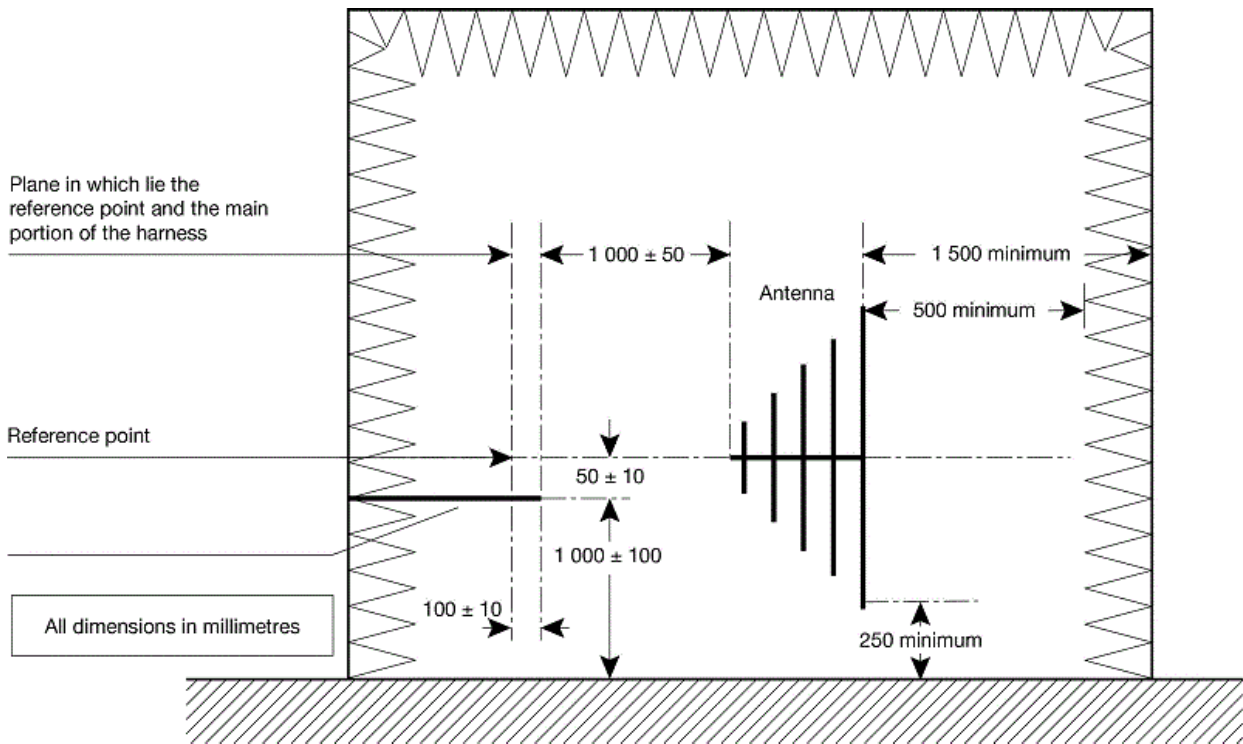 Plane in which lie the
reference point and the main
portion of the harness
1 000 ± 50
1 500 minimum
Antenna
500 minimum
Reference point
50 ± 10
1 000 ± 100
100 ± 10
All dimensions in millimetres
250 minimum